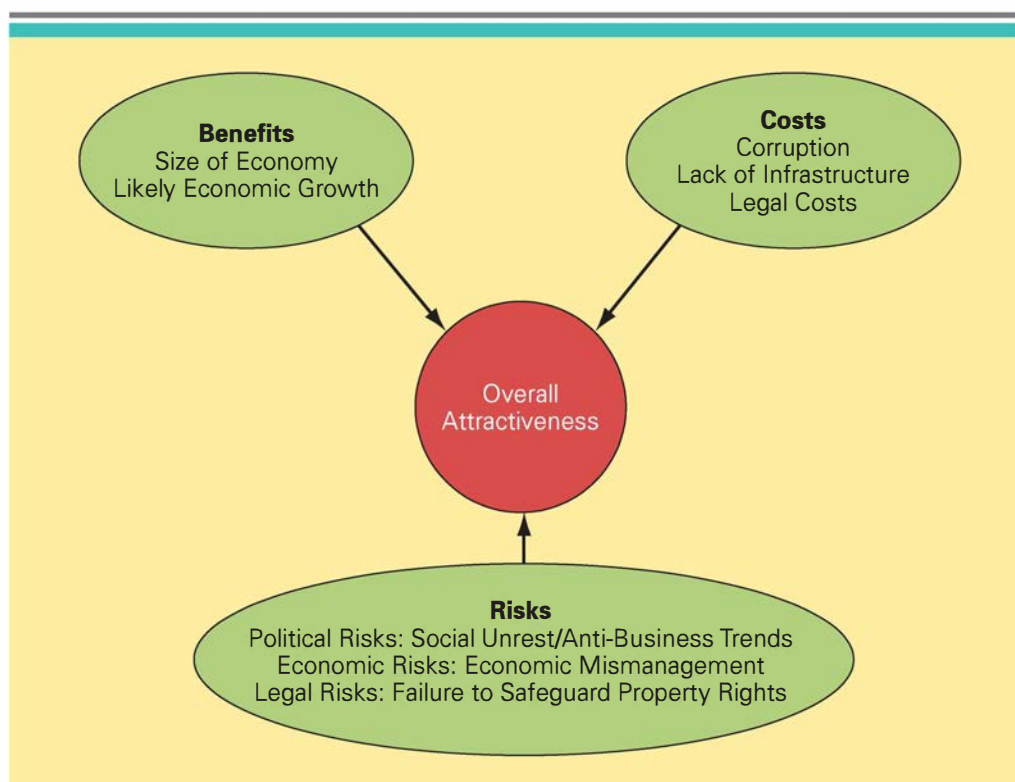 Benefits
Size of Economy
Likely Economic Growth
Costs
Corruption
Lack of Infrastructure
Legal Costs
Overall
Attractiveness
Risks
Political Risks: Social Unrest/Anti-Business Trends
Economic Risks: Economic Mismanagement
Legal Risks: Failure to Safeguard Property Rights